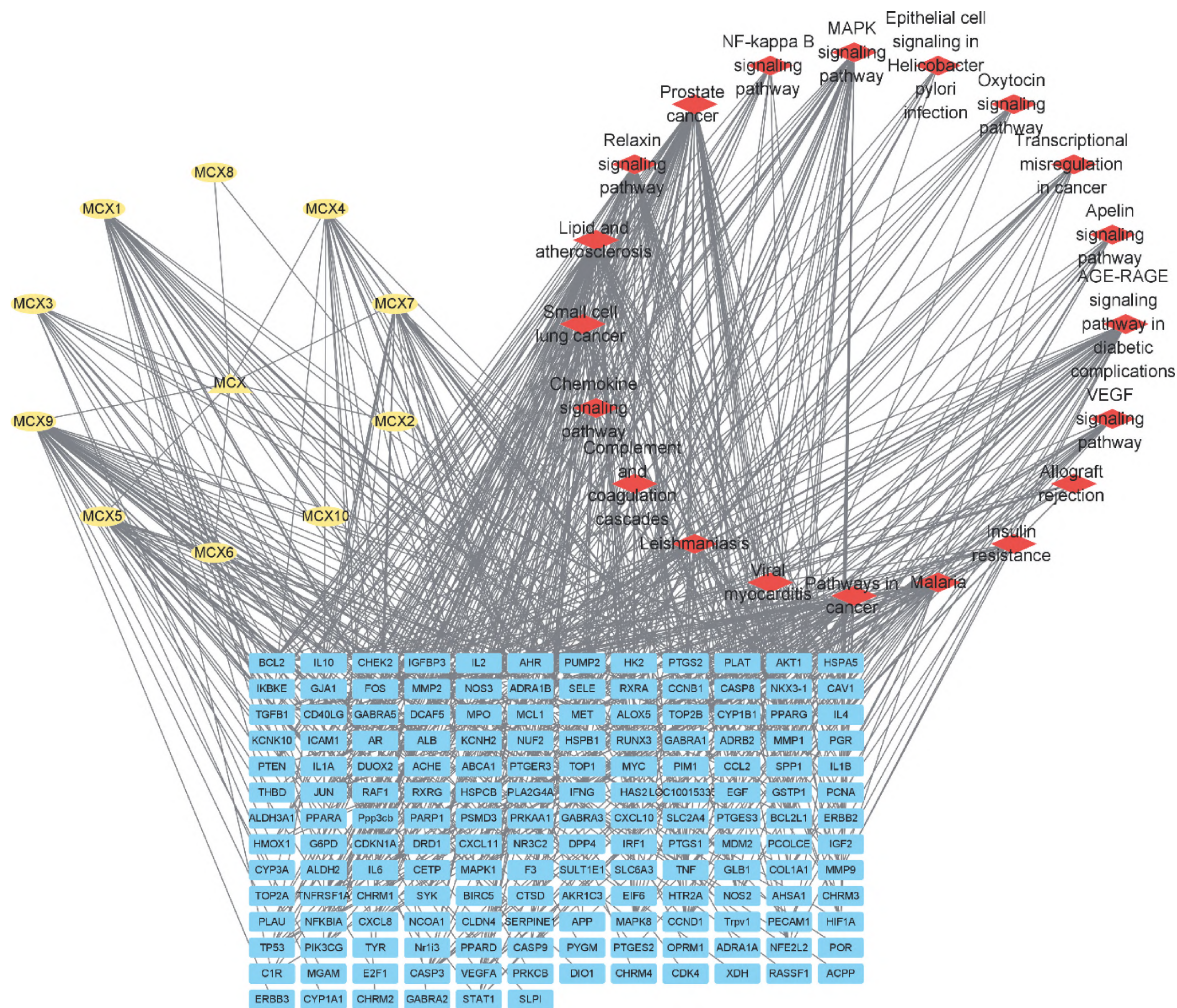 NF-kappa B
signaling
pathway
MAPK
signaling
pathway
Epithelial cell
signaling in
Helicobacter
pylori
infection
Oxytocin
signaling
pathway
Prostate
cancer
Transcriptional
misregulation
in cancer
Relaxin
signaling
pathway
Apelin
signaling
pathway
Lipid and
atherosclerosis
AGE-RAGE
signaling
pathway in
diabetic
complications
Small cell
lung cancer
VEGF
signaling
pathway
Chemokine
signaling
pathway
Allograft
rejection
Complement and
coagulation
cascades
Insulin
resistance
Leishmaniasis
Viral
myocarditis
Pathways in
cancer
Malaria
MCX8
MCX1
MCX4
MCX3
MCX7
MCX
MCX9
MCX2
MCX5
MCX10
MCX6
BCL2 IL10 CHEK2 IGFBP3 IL2 AHR PUMP2 HK2 PTGS2 PLAT AKT1 HSPA5
IKBKE GJA1 FOS MMP2 NOS3 ADRA1B SELE RXRA CCNB1 CASP8 NKX3-1 CAV1
TGFB1 CD40LG GABRA5 DCAF5 MPO MCL1 MET ALOX5 TOP2B CYP1B1 PPARG IL4
KCNK10 ICAM1 AR ALB KCNH2 NUF2 HSPB1 RUNX3 GABRA1 ADRB2 MMP1 PGR
PTEN IL1A DUOX2 ACHE ABCA1 PTGER3 TOP1 MYC PIM1 CCL2 SPP1 IL1B
THBD JUN RAF1 RXRG HSPCB PLA2G4A IFNG HAS2 LOC1001533 EGF GSTP1 PCNA
ALDH3A1 PPARA Ppp3cb PARP1 PSMD3 PRKAA1 GABRA3 CXCL10 SLC2A4 PTGES3 BCL2L1 ERBB2
HMOX1 G6PD CDKN1A DRD1 CXCL11 NR3C2 DPP4 IRF1 PTGS1 MDM2 PCOLCE IGF2
CYP3A ALDH2 IL6 CETP MAPK1 F3 SULT1E1 SLC6A3 TNF GLB1 COL1A1 MMP9
TOP2A TNFRSF1A CHRM1 SYK BIRC5 CTSD AKR1C3 EIF6 HTR2A NOS2 AHSA1 CHRM3
PLAU NFKBIA CXCL8 NCOA1 CLDN4 SERPINE1 APP MAPK8 CCND1 Trpv1 PECAM1 HIF1A
TP53 PIK3CG TYR Nr1i3 PPARD CASP9 PYGM PTGES2 OPRM1 ADRA1A NFE2L2 POR
C1R MGAM E2F1 CASP3 VEGFA PRKCB DIO1 CHRM4 CDK4 XDH RASSF1 ACPP
ERBB3 CYP1A1 CHRM2 GABRA2 STAT1 SLPI